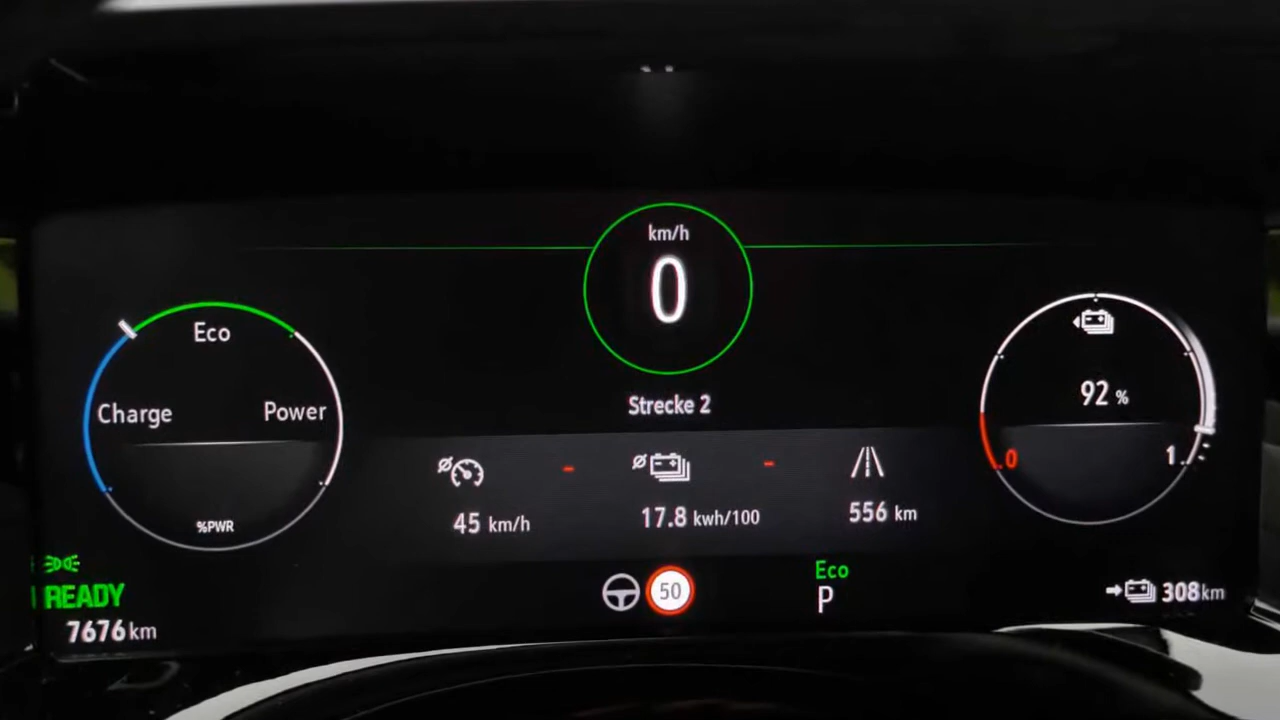 km/h
0
Eco
Charge
Power
%PWR
Strecke 2
45 km/h
17.8 kwh/100
556 km
92 %
0
1
READY
7676 km
50
Eco
P
308 km